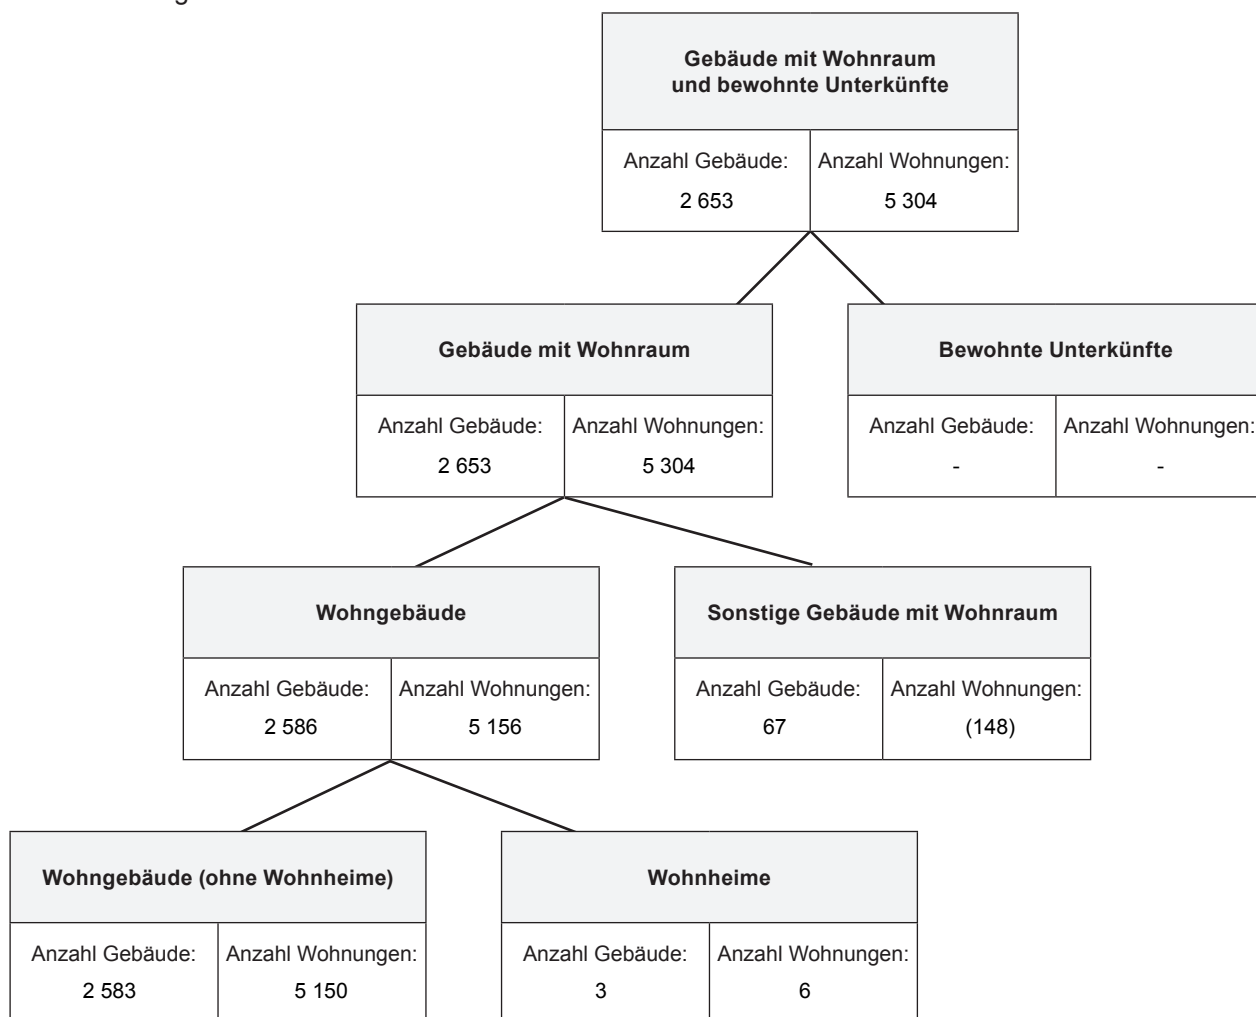 Gebäude mit Wohnraum
und bewohnte Unterkünfte
Anzahl Gebäude: Anzahl Wohnungen:
2 653 5 304
Gebäude mit Wohnraum
Anzahl Gebäude: Anzahl Wohnungen:
2 653 5 304
Bewohnte Unterkünfte
Anzahl Gebäude: Anzahl Wohnungen:
- -
Wohngebäude
Anzahl Gebäude: Anzahl Wohnungen:
2 586 5 156
Sonstige Gebäude mit Wohnraum
Anzahl Gebäude: Anzahl Wohnungen:
67 (148)
Wohngebäude (ohne Wohnheime)
Anzahl Gebäude: Anzahl Wohnungen:
2 583 5 150
Wohnheime
Anzahl Gebäude: Anzahl Wohnungen:
3 6